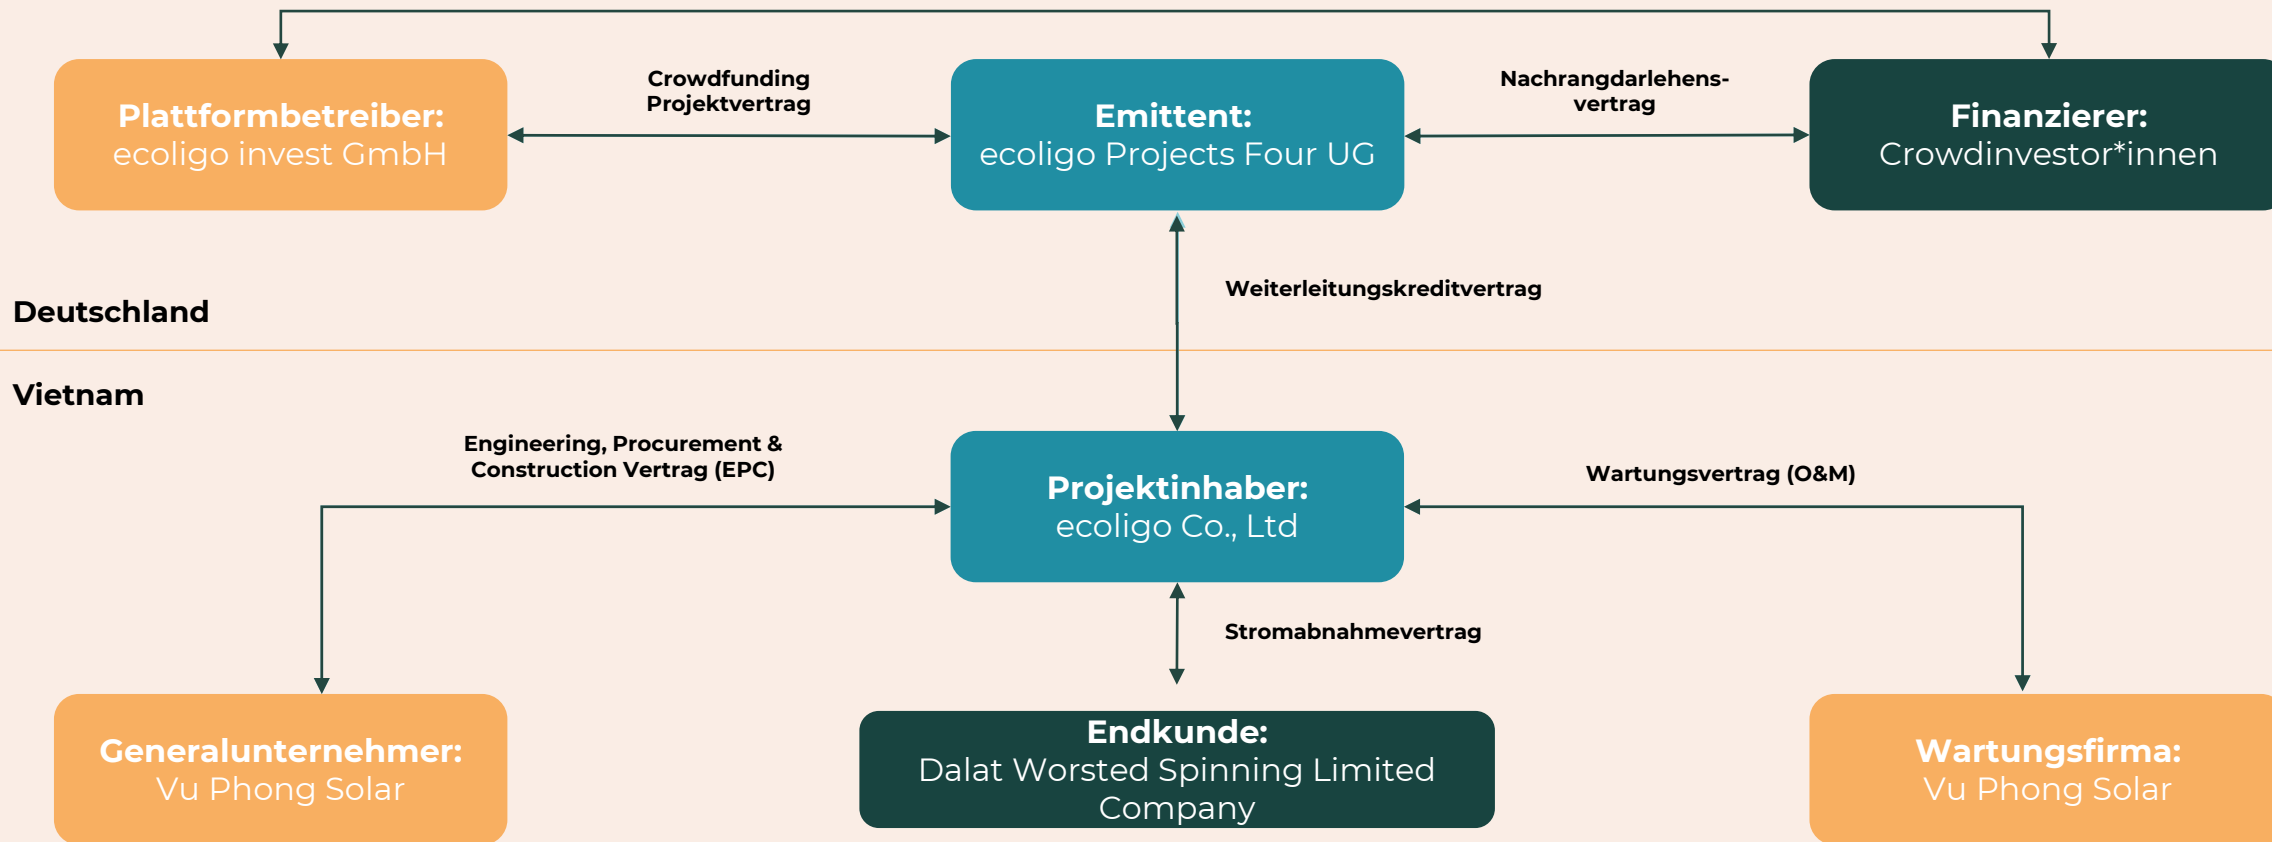 Crowdfunding
Projektvertrag
Nachrangdarlehens-
vertrag
Plattformbetreiber:
ecoligo invest GmbH
Emittent:
ecoligo Projects Four UG
Finanzierer:
Crowdinvestor*innen
Weiterleitungskreditvertrag
Deutschland
Vietnam
Engineering, Procurement &
Construction Vertrag (EPC)
Projektinhaber:
ecoligo Co., Ltd
Wartungsvertrag (O&M)
Stromabnahmevertrag
Generalunternehmer:
Vu Phong Solar
Endkunde:
Dalat Worsted Spinning Limited
Company
Wartungsfirma:
Vu Phong Solar